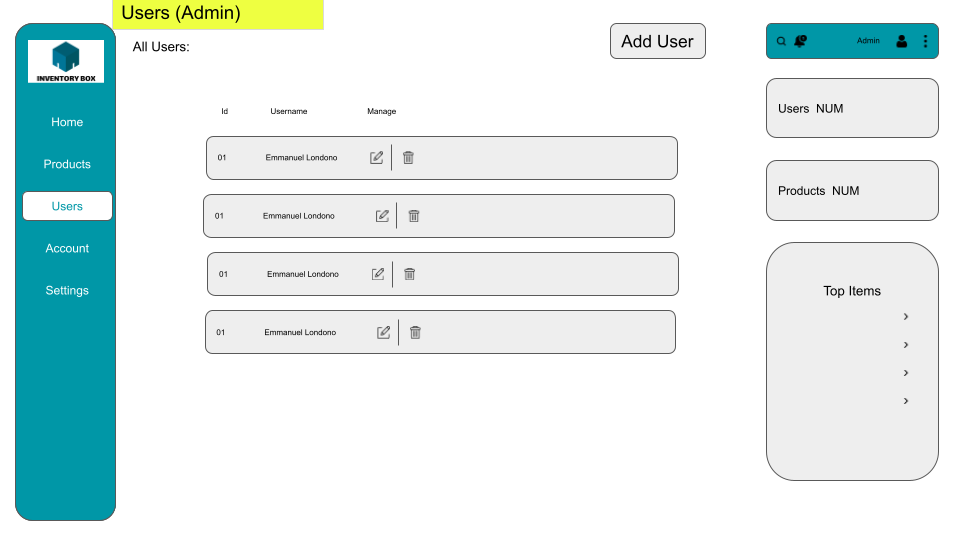 Users (Admin)
All Users:
Add User
Admin
INVENTORY BOX
Home
Products
Users
Account
Settings
Id Username Manage
01 Emmanuel Londono
01 Emmanuel Londono
01 Emmanuel Londono
01 Emmanuel Londono
Users NUM
Products NUM
Top Items